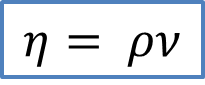 η = ρν